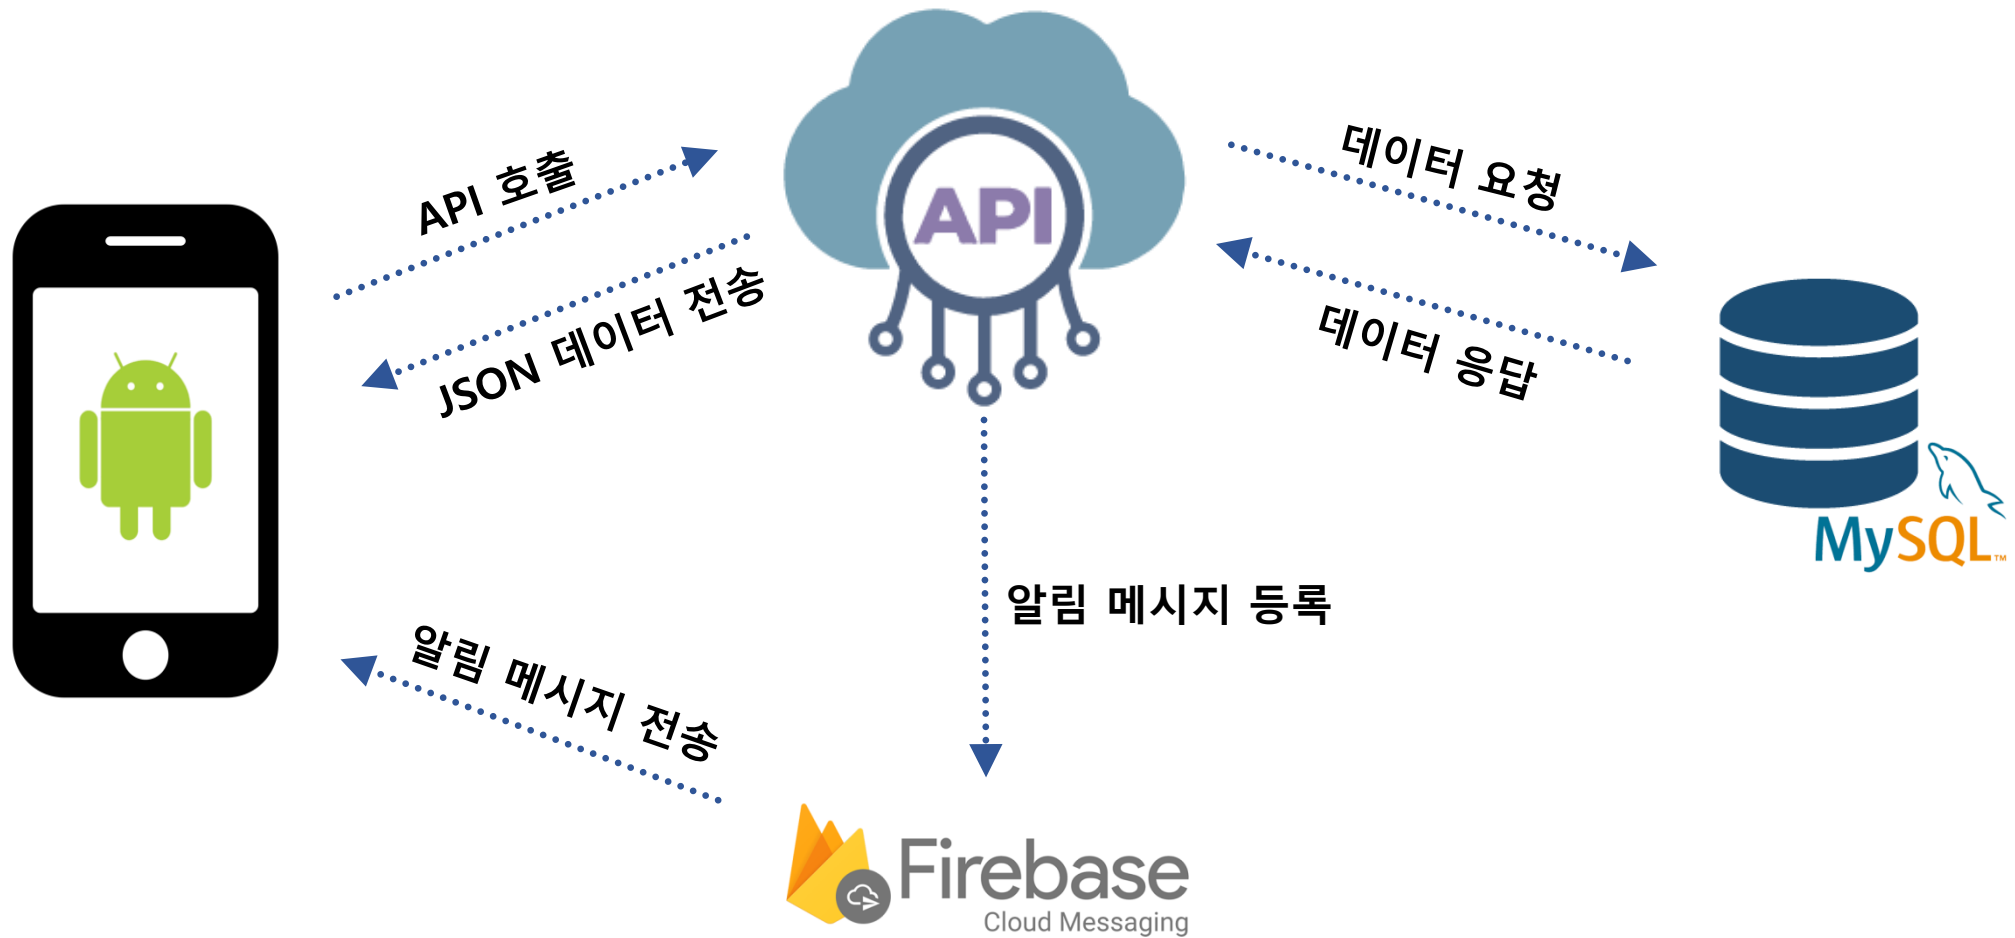 API 호출
JSON 데이터 전송
API
데이터 요청
데이터 응답
MySQL™
알림 메시지 등록
알림 메시지 전송
Firebase
Cloud Messaging